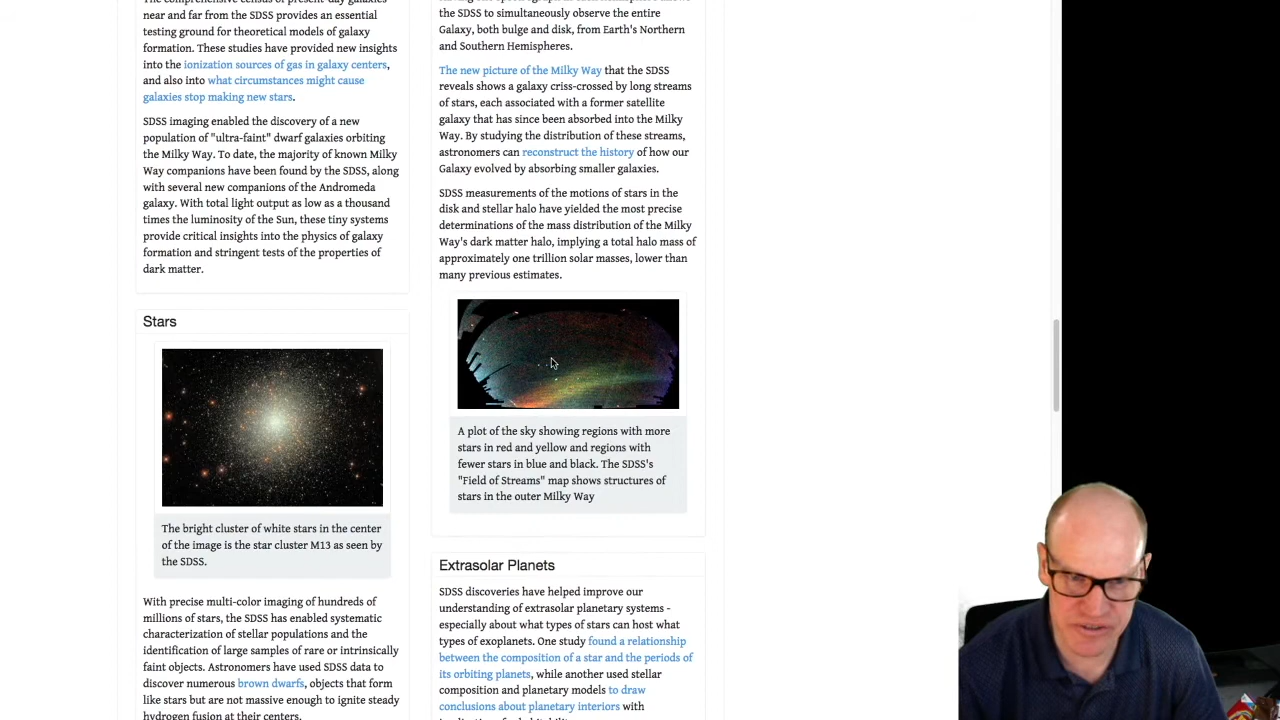 The comprehensive census of present-day galaxies
near and far from the SDSS provides an essential
testing ground for theoretical models of galaxy
formation. These studies have provided new insights
into the ionization sources of gas in galaxy centers,
and also into what circumstances might cause
galaxies stop making new stars.
SDSS imaging enabled the discovery of a new
population of "ultra-faint" dwarf galaxies orbiting
the Milky Way. To date, the majority of known Milky
Way companions have been found by the SDSS, along
with several new companions of the Andromeda
galaxy. With total light output as low as a thousand
times the luminosity of the Sun, these tiny systems
provide critical insights into the physics of galaxy
formation and stringent tests of the properties of
dark matter.
Stars
The bright cluster of white stars in the center
of the image is the star cluster M13 as seen by
the SDSS.
With precise multi-color imaging of hundreds of
millions of stars, the SDSS has enabled systematic
characterization of stellar populations and the
identification of large samples of rare or intrinsically
faint objects. Astronomers have used SDSS data to
discover numerous brown dwarfs, objects that form
like stars but are not massive enough to ignite steady
hydrogen fusion at their centers.
the SDSS to simultaneously observe the entire
Galaxy, both bulge and disk, from Earth's Northern
and Southern Hemispheres.
The new picture of the Milky Way that the SDSS
reveals shows a galaxy criss-crossed by long streams
of stars, each associated with a former satellite
galaxy that has since been absorbed into the Milky
Way. By studying the distribution of these streams,
astronomers can reconstruct the history of how our
Galaxy evolved by absorbing smaller galaxies.
SDSS measurements of the motions of stars in the
disk and stellar halo have yielded the most precise
determinations of the mass distribution of the Milky
Way's dark matter halo, implying a total halo mass of
approximately one trillion solar masses, lower than
many previous estimates.
A plot of the sky showing regions with more
stars in red and yellow and regions with
fewer stars in blue and black. The SDSS's
"Field of Streams" map shows structures of
stars in the outer Milky Way
Extrasolar Planets
SDSS discoveries have helped improve our
understanding of extrasolar planetary systems -
especially about what types of stars can host what
types of exoplanets. One study found a relationship
between the composition of a star and the periods of
its orbiting planets, while another used stellar
composition and planetary models to draw
conclusions about planetary interiors with